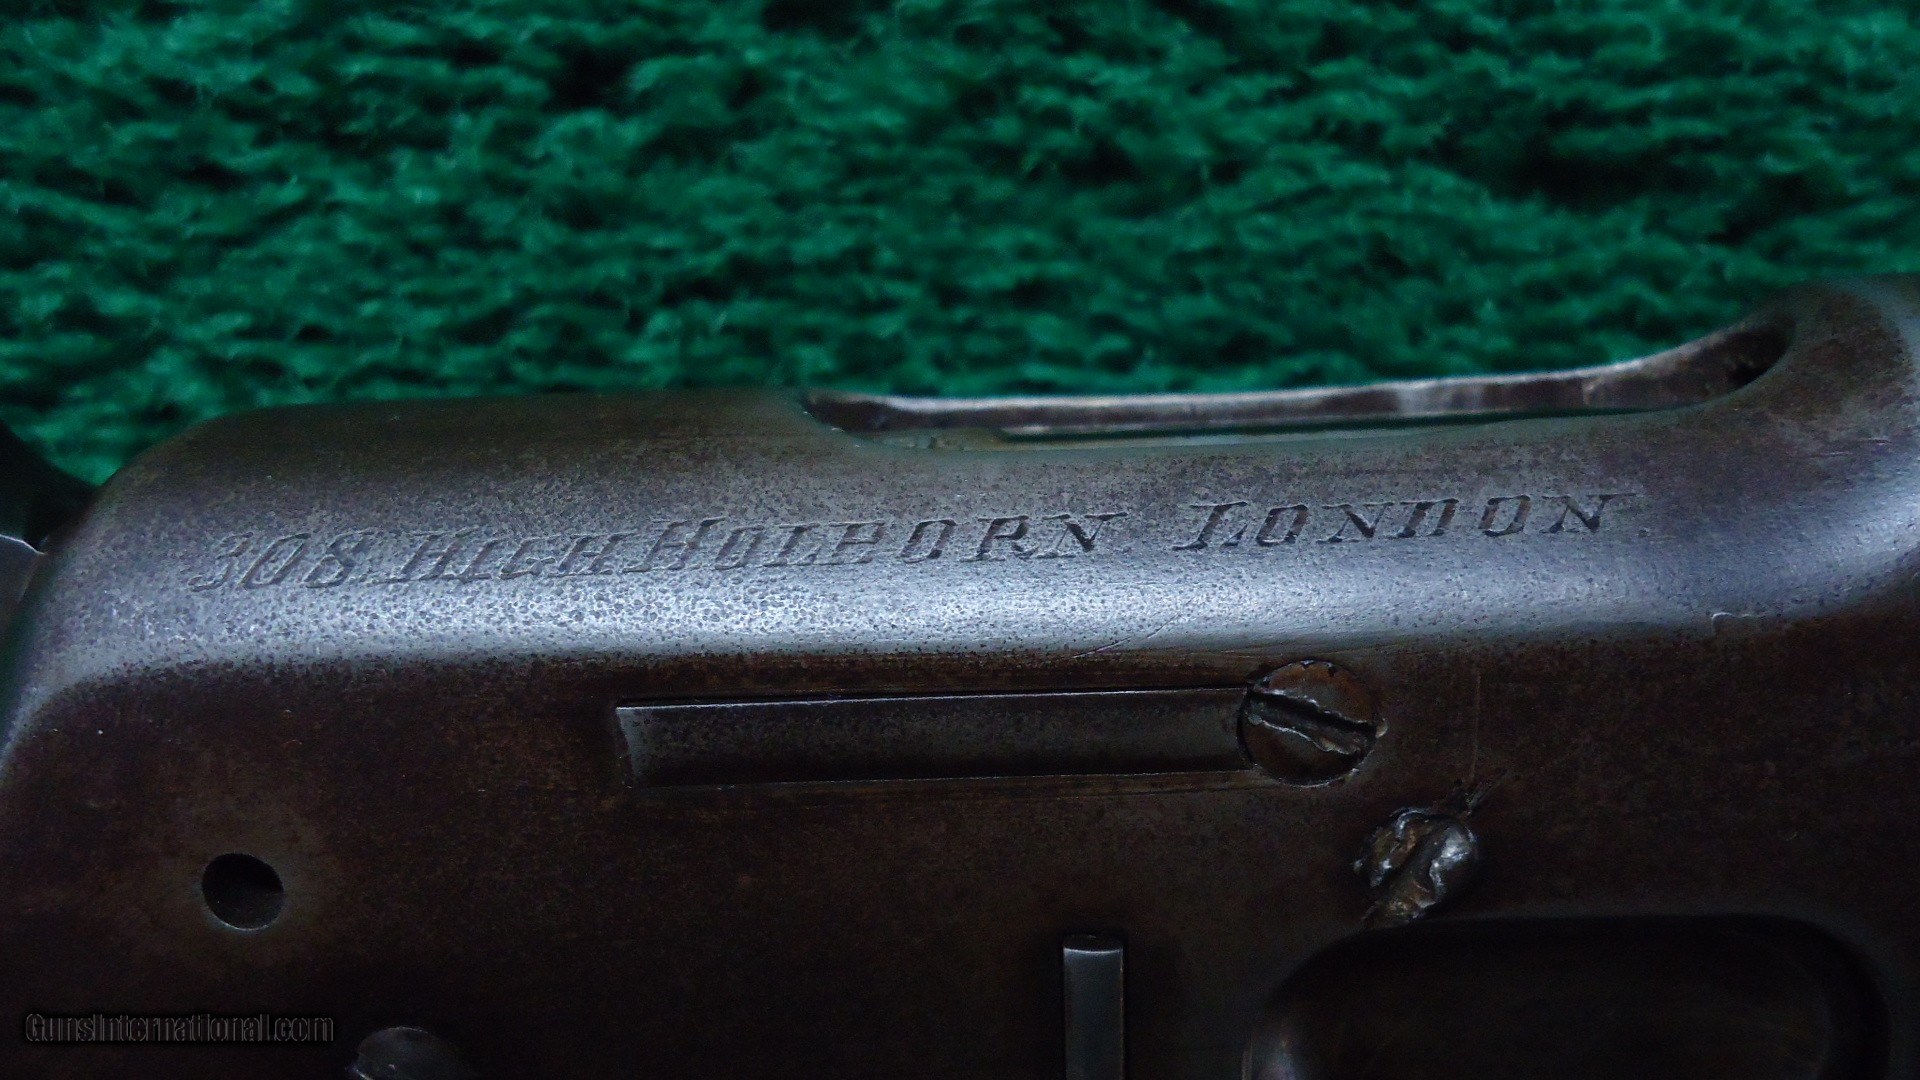 308. High Holborn London
GunsInternational.com